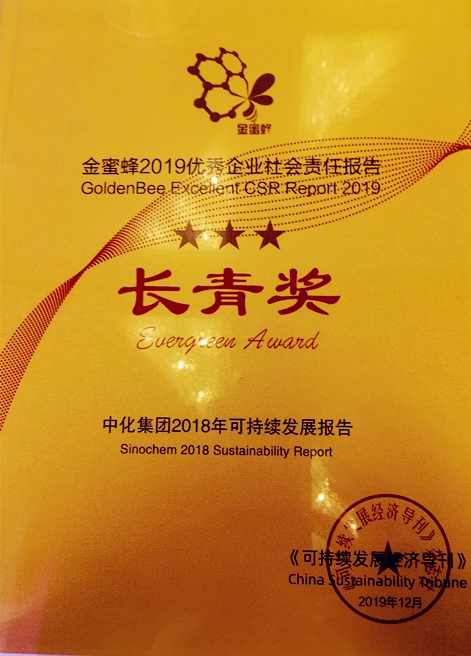 金蜜蜂
金蜜蜂2019优秀企业社会责任报告
GoldenBee Excellent CSR Report 2019
长青奖
Evergreen Award
中化集团2018年可持续发展报告
Sinochem 2018 Sustainability Report
《可持续发展经济导刊》
China Sustainability Tribune
2019年12月